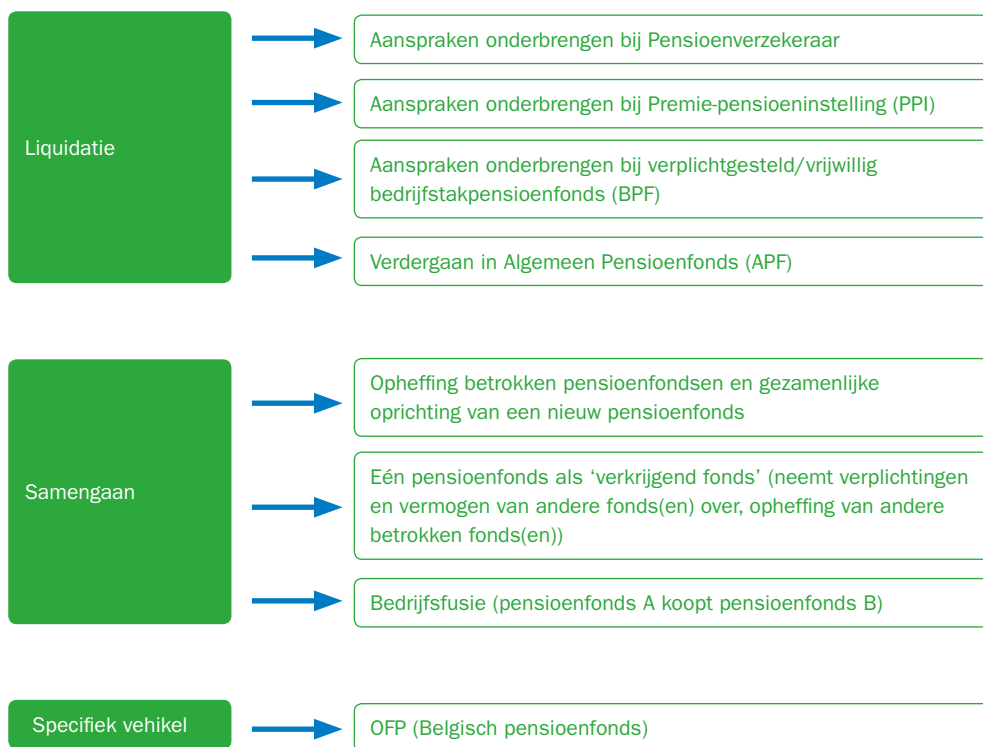 Liquidatie
Aanspraken onderbrengen bij Pensioenverzekeraar
Aanspraken onderbrengen bij Premie-pensioeninstelling (PPI)
Aanspraken onderbrengen bij verplichtgesteld/vrijwillig
bedrijfstakpensioenfonds (BPF)
Verdergaan in Algemeen Pensioenfonds (APF)
Samengaan
Opheffing betrokken pensioenfondsen en gezamenlijke
oprichting van een nieuw pensioenfonds
Eén pensioenfonds als ‘verkrijgend fonds’ (neemt verplichtingen
en vermogen van andere fonds(en) over, opheffing van andere
betrokken fonds(en))
Bedrijfsfusie (pensioenfonds A koopt pensioenfonds B)
Specifiek vehikel
OFP (Belgisch pensioenfonds)